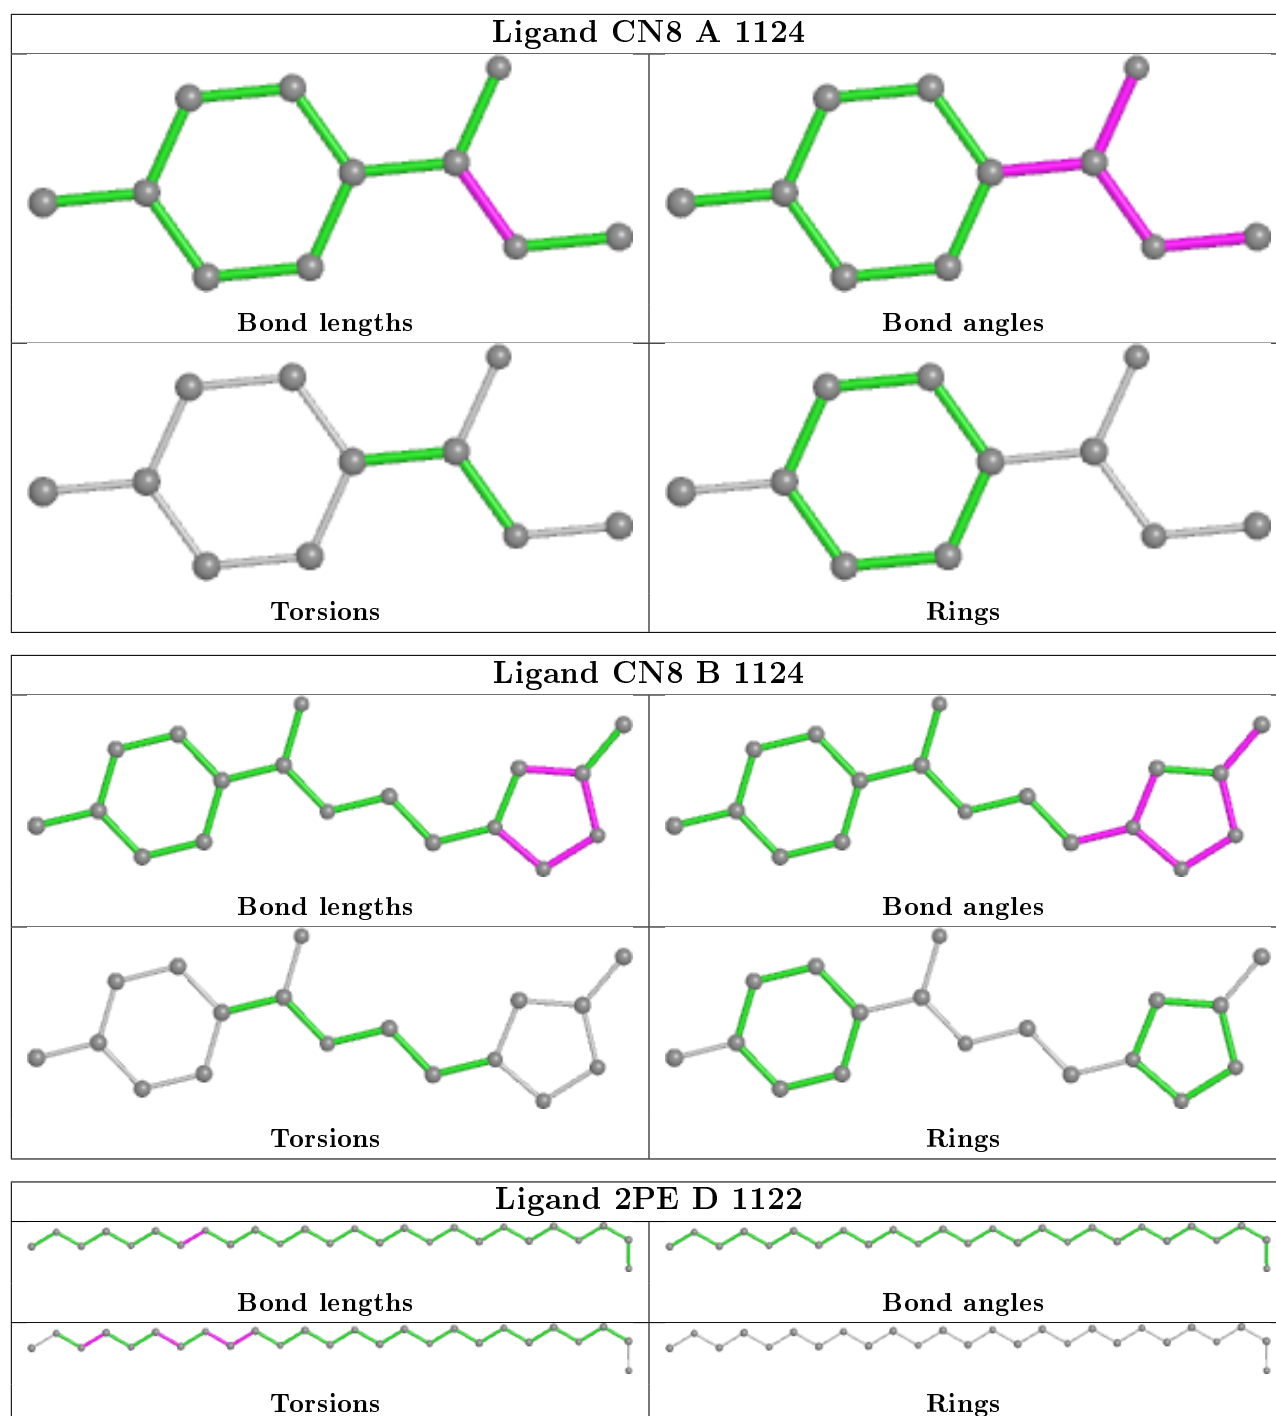 Ligand CN8 A 1124
Bond lengths
Bond angles
Torsions
Rings
Ligand CN8 B 1124
Bond lengths
Bond angles
Torsions
Rings
Ligand 2PE D 1122
Bond lengths
Bond angles
Torsions
Rings